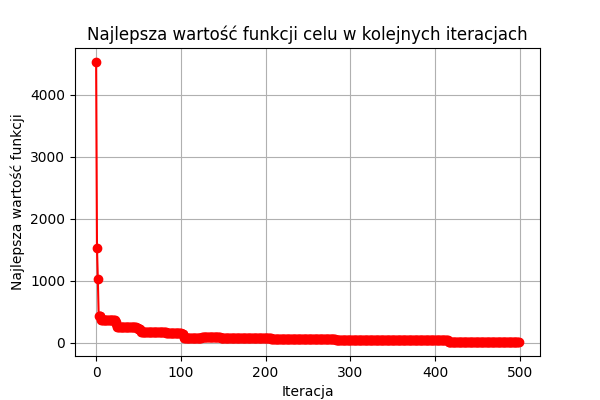 Najlepsza wartość funkcji celu w kolejnych iteracjach
Najlepsza wartość funkcji
4000
3000
2000
1000
0
0 100 200 300 400 500
Iteracja